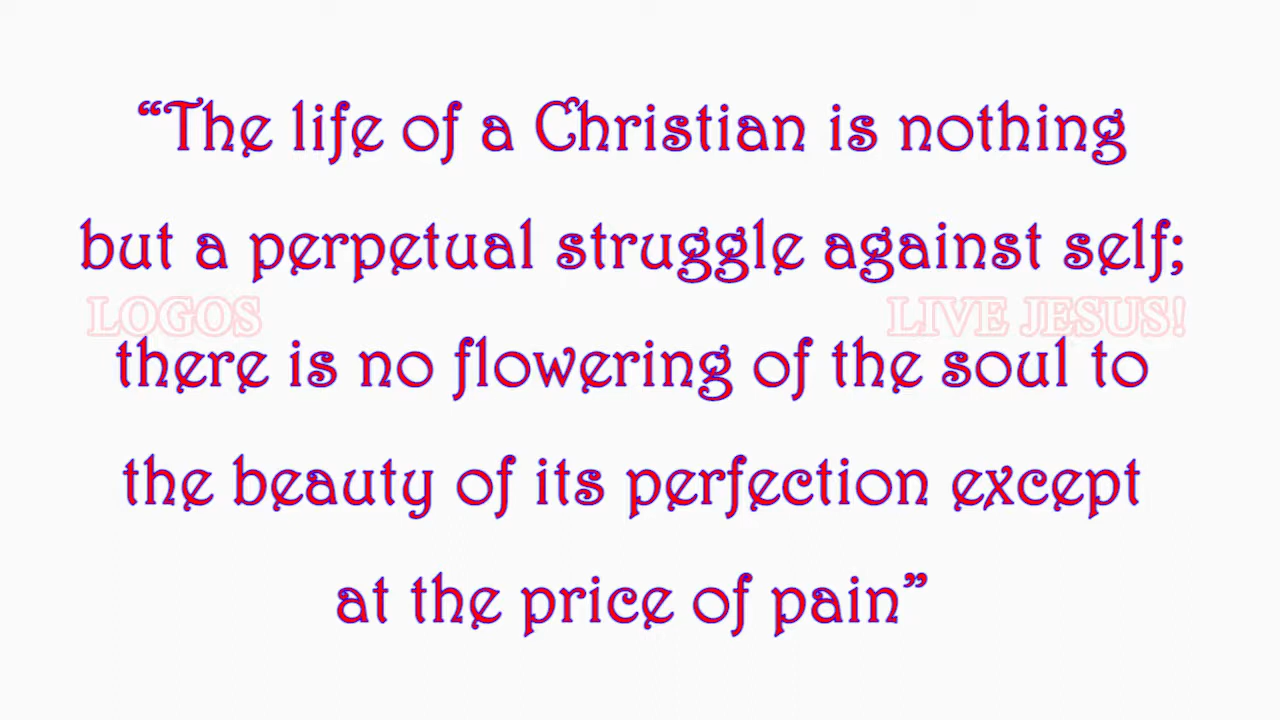 “The life of a Christian is nothing
but a perpetual struggle against self;
LOGOS LIVE JESUS!
there is no flowering of the soul to
the beauty of its perfection except
at the price of pain”